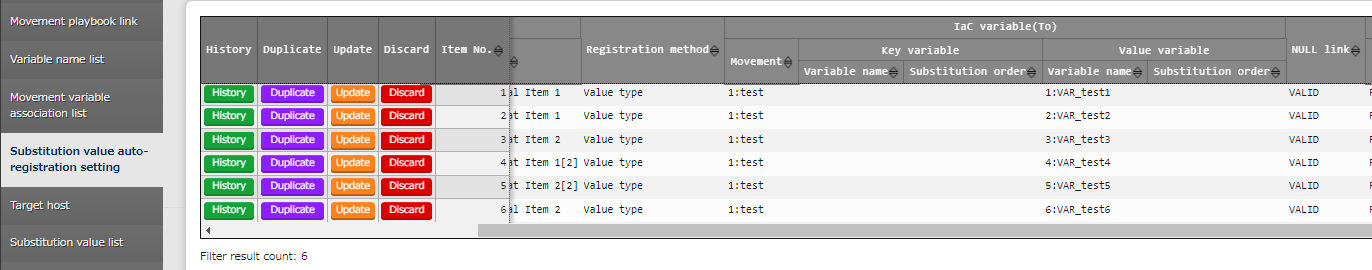 Movement playbook link
Variable name list
Movement variable
association list
Substitution value auto-
registration setting
Target host
Substitution value list
IaC variable(To)
History Duplicate Update Discard Item No. Registration method Movement Key variable Value variable NULL link
Variable name Substitution order Variable name Substitution order
History Duplicate Update Discard 1 al Item 1 Value type 1:test 1:VAR_test1 VALID
History Duplicate Update Discard 2 at Item 1 Value type 1:test 2:VAR_test2 VALID
History Duplicate Update Discard 3 at Item 2 Value type 1:test 3:VAR_test3 VALID
History Duplicate Update Discard 4 at Item 1[2] Value type 1:test 4:VAR_test4 VALID
History Duplicate Update Discard 5 at Item 2[2] Value type 1:test 5:VAR_test5 VALID
History Duplicate Update Discard 6 al Item 2 Value type 1:test 6:VAR_test6 VALID
Filter result count: 6